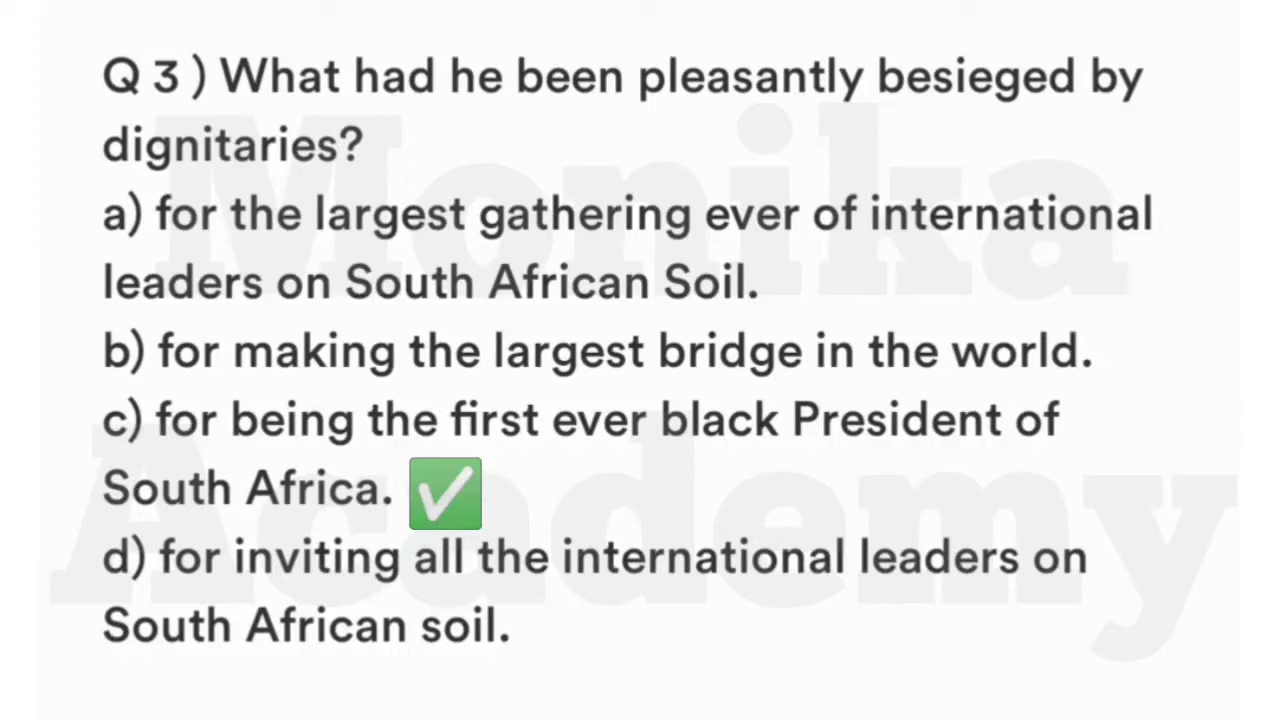 Q 3 ) What had he been pleasantly besieged by
dignitaries?
a) for the largest gathering ever of international
leaders on South African Soil.
b) for making the largest bridge in the world.
c) for being the first ever black President of
South Africa. ✅
d) for inviting all the international leaders on
South African soil.
Monika
Academy